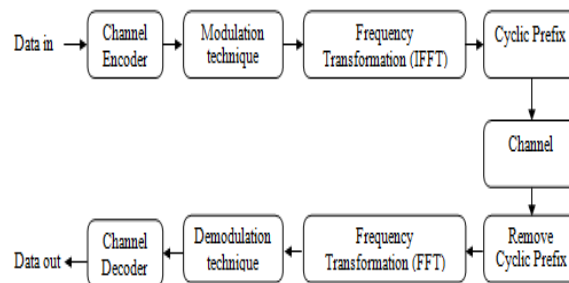 Data in
Channel
Encoder
Modulation
technique
Frequency
Transformation (IFFT)
Cyclic Prefix
Channel
Remove
Cyclic Prefix
Frequency
Transformation (FFT)
Demodulation
technique
Channel
Decoder
Data out